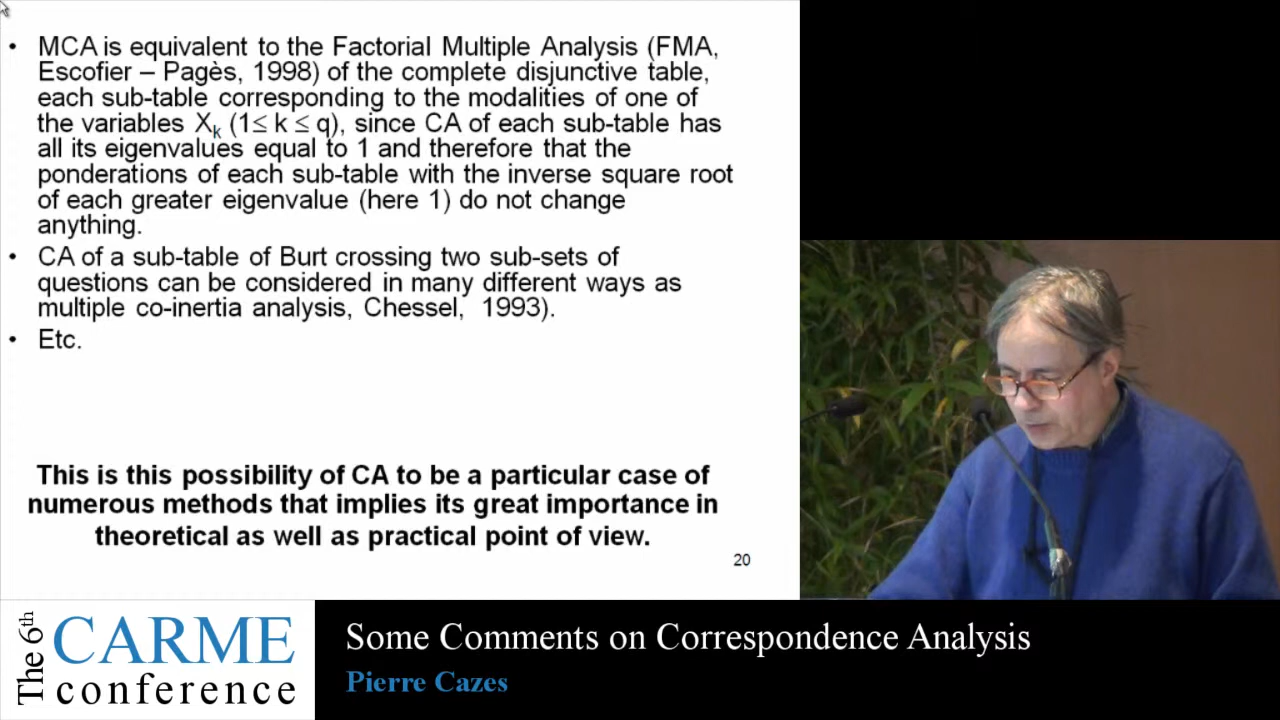 • MCA is equivalent to the Factorial Multiple Analysis (FMA,
Escofier – Pagès, 1998) of the complete disjunctive table,
each sub-table corresponding to the modalities of one of
the variables Xk (1≤ k ≤ q), since CA of each sub-table has
all its eigenvalues equal to 1 and therefore that the
ponderations of each sub-table with the inverse square root
of each greater eigenvalue (here 1) do not change
anything.
• CA of a sub-table of Burt crossing two sub-sets of
questions can be considered in many different ways as
multiple co-inertia analysis, Chessel, 1993).
• Etc.
This is this possibility of CA to be a particular case of
numerous methods that implies its great importance in
theoretical as well as practical point of view.
20
The 6th
CARME
conference
Some Comments on Correspondence Analysis
Pierre Cazes